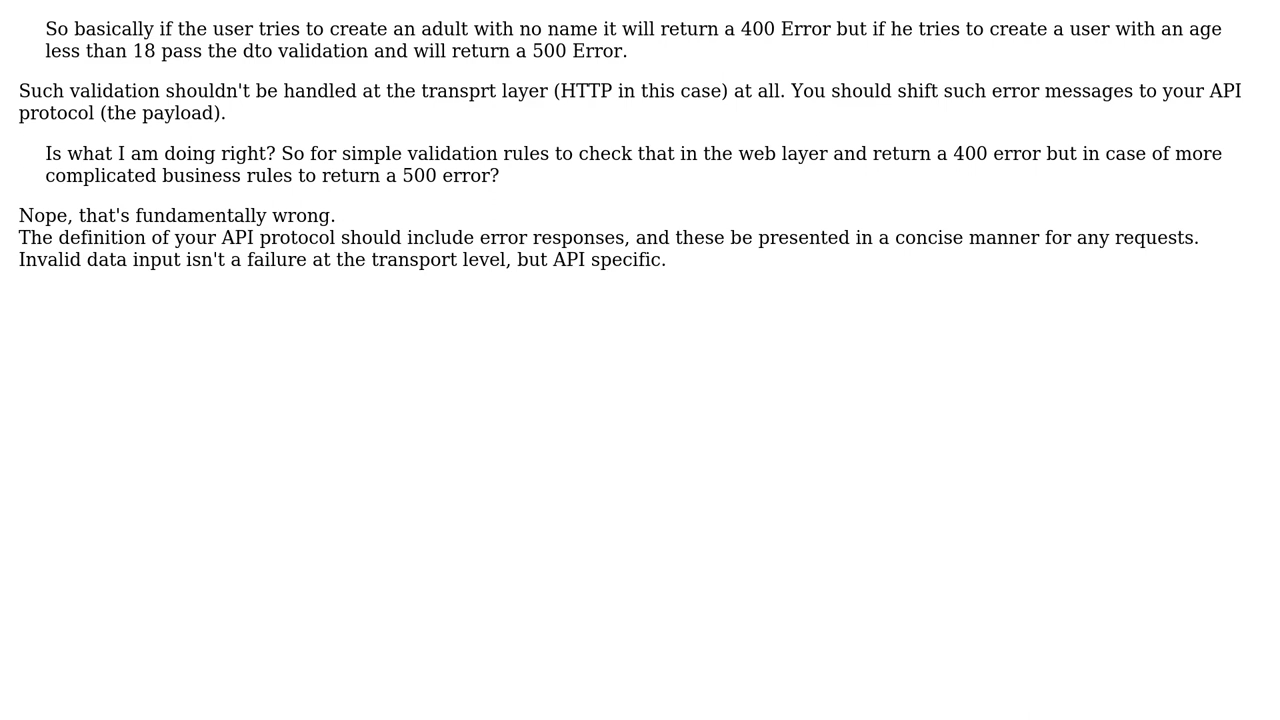 So basically if the user tries to create an adult with no name it will return a 400 Error but if he tries to create a user with an age
less than 18 pass the dto validation and will return a 500 Error.
Such validation shouldn't be handled at the transprt layer (HTTP in this case) at all. You should shift such error messages to your API
protocol (the payload).
Is what I am doing right? So for simple validation rules to check that in the web layer and return a 400 error but in case of more
complicated business rules to return a 500 error?
Nope, that's fundamentally wrong.
The definition of your API protocol should include error responses, and these be presented in a concise manner for any requests.
Invalid data input isn't a failure at the transport level, but API specific.